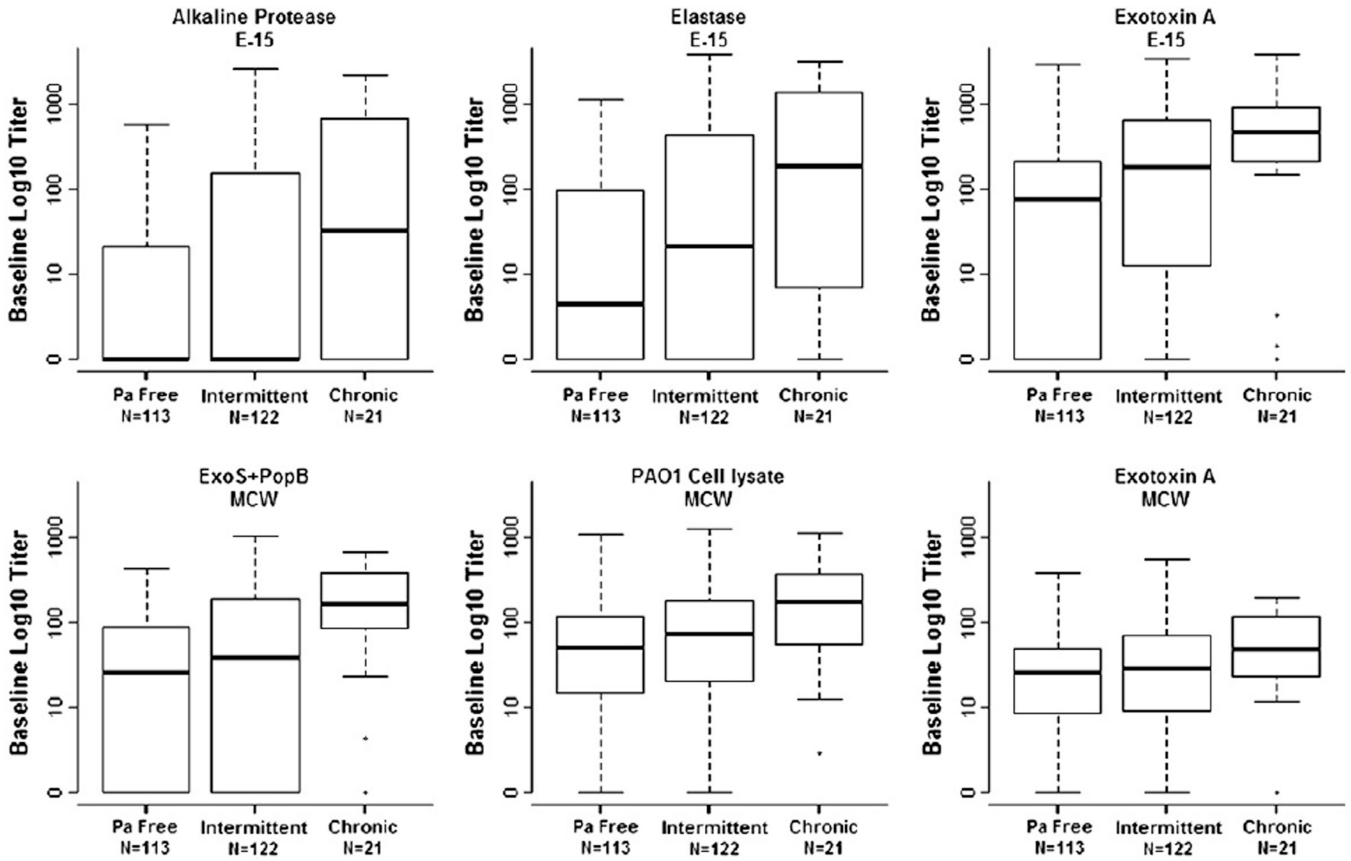 Alkaline Protease
E-15
Baseline Log10 Titer
1000
100
10
0
Pa Free
N=113
Intermittent
N=122
Chronic
N=21
Elastase
E-15
Baseline Log10 Titer
1000
100
10
0
Pa Free
N=113
Intermittent
N=122
Chronic
N=21
Exotoxin A
E-15
Baseline Log10 Titer
1000
100
10
0
Pa Free
N=113
Intermittent
N=122
Chronic
N=21
ExoS+PopB
MCW
Baseline Log10 Titer
1000
100
10
0
Pa Free
N=113
Intermittent
N=122
Chronic
N=21
PAO1 Cell lysate
MCW
Baseline Log10 Titer
1000
100
10
0
Pa Free
N=113
Intermittent
N=122
Chronic
N=21
Exotoxin A
MCW
Baseline Log10 Titer
1000
100
10
0
Pa Free
N=113
Intermittent
N=122
Chronic
N=21